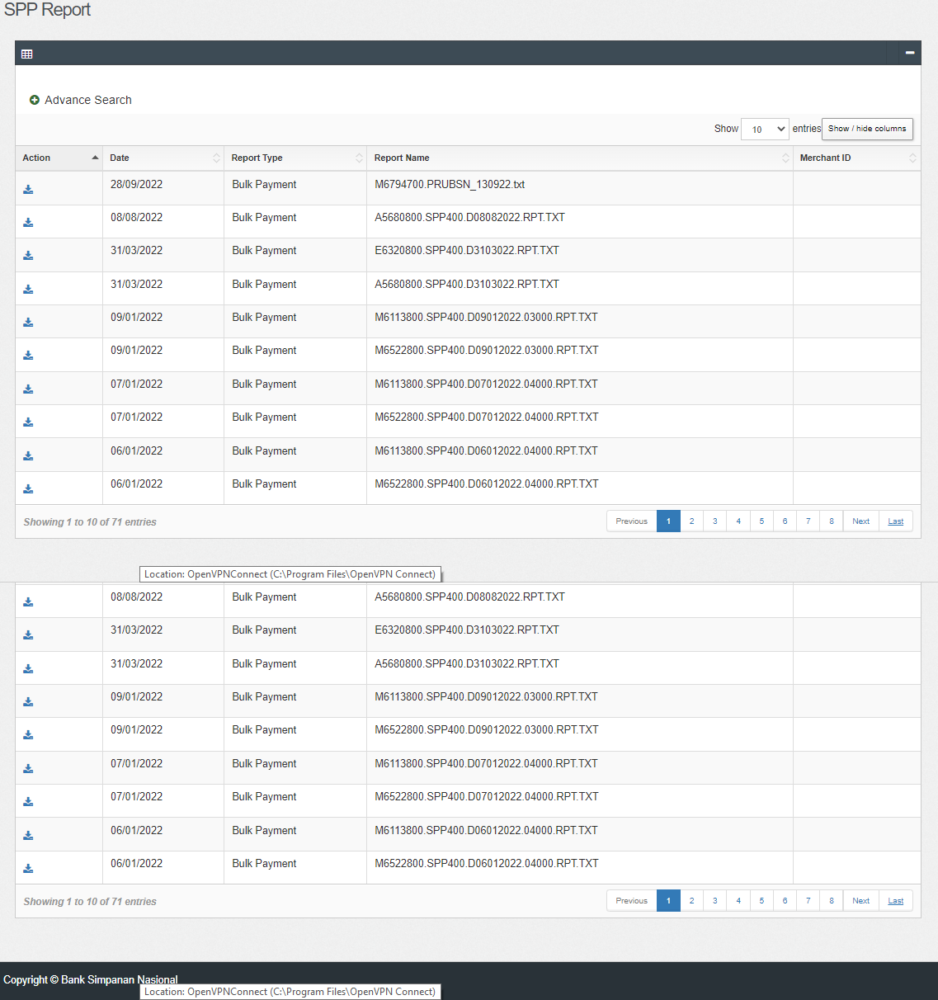 SPP Report
Advance Search
Show 10 entries Show / hide columns
Action Date Report Type Report Name Merchant ID
28/09/2022 Bulk Payment M6794700.PRUBSN_130922.txt
08/08/2022 Bulk Payment A5680800.SPP400.D08082022.RPT.TXT
31/03/2022 Bulk Payment E6320800.SPP400.D3103022.RPT.TXT
31/03/2022 Bulk Payment A5680800.SPP400.D3103022.RPT.TXT
09/01/2022 Bulk Payment M6113800.SPP400.D09012022.03000.RPT.TXT
09/01/2022 Bulk Payment M6522800.SPP400.D09012022.03000.RPT.TXT
07/01/2022 Bulk Payment M6113800.SPP400.D07012022.04000.RPT.TXT
07/01/2022 Bulk Payment M6522800.SPP400.D07012022.04000.RPT.TXT
06/01/2022 Bulk Payment M6113800.SPP400.D06012022.04000.RPT.TXT
06/01/2022 Bulk Payment M6522800.SPP400.D06012022.04000.RPT.TXT
Showing 1 to 10 of 71 entries Previous 1 2 3 4 5 6 7 8 Next Last
Location: OpenVPNConnect (C:\Program Files\OpenVPN Connect)
08/08/2022 Bulk Payment A5680800.SPP400.D08082022.RPT.TXT
31/03/2022 Bulk Payment E6320800.SPP400.D3103022.RPT.TXT
31/03/2022 Bulk Payment A5680800.SPP400.D3103022.RPT.TXT
09/01/2022 Bulk Payment M6113800.SPP400.D09012022.03000.RPT.TXT
09/01/2022 Bulk Payment M6522800.SPP400.D09012022.03000.RPT.TXT
07/01/2022 Bulk Payment M6113800.SPP400.D07012022.04000.RPT.TXT
07/01/2022 Bulk Payment M6522800.SPP400.D07012022.04000.RPT.TXT
06/01/2022 Bulk Payment M6113800.SPP400.D06012022.04000.RPT.TXT
06/01/2022 Bulk Payment M6522800.SPP400.D06012022.04000.RPT.TXT
Showing 1 to 10 of 71 entries Previous 1 2 3 4 5 6 7 8 Next Last
Copyright © Bank Simpanan Nasional
Location: OpenVPNConnect (C:\Program Files\OpenVPN Connect)